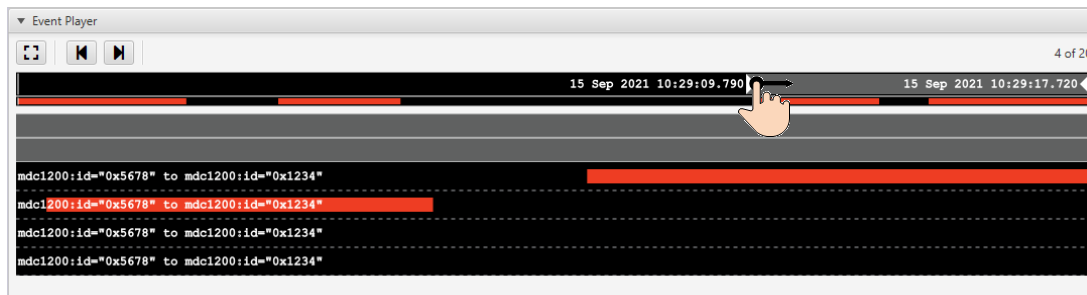 Event Player
4 of 20
15 Sep 2021 10:29:09.790 15 Sep 2021 10:29:17.720
mdc1200:id="0x5678" to mdc1200:id="0x1234"
mdc1200:id="0x5678" to mdc1200:id="0x1234"
mdc1200:id="0x5678" to mdc1200:id="0x1234"
mdc1200:id="0x5678" to mdc1200:id="0x1234"